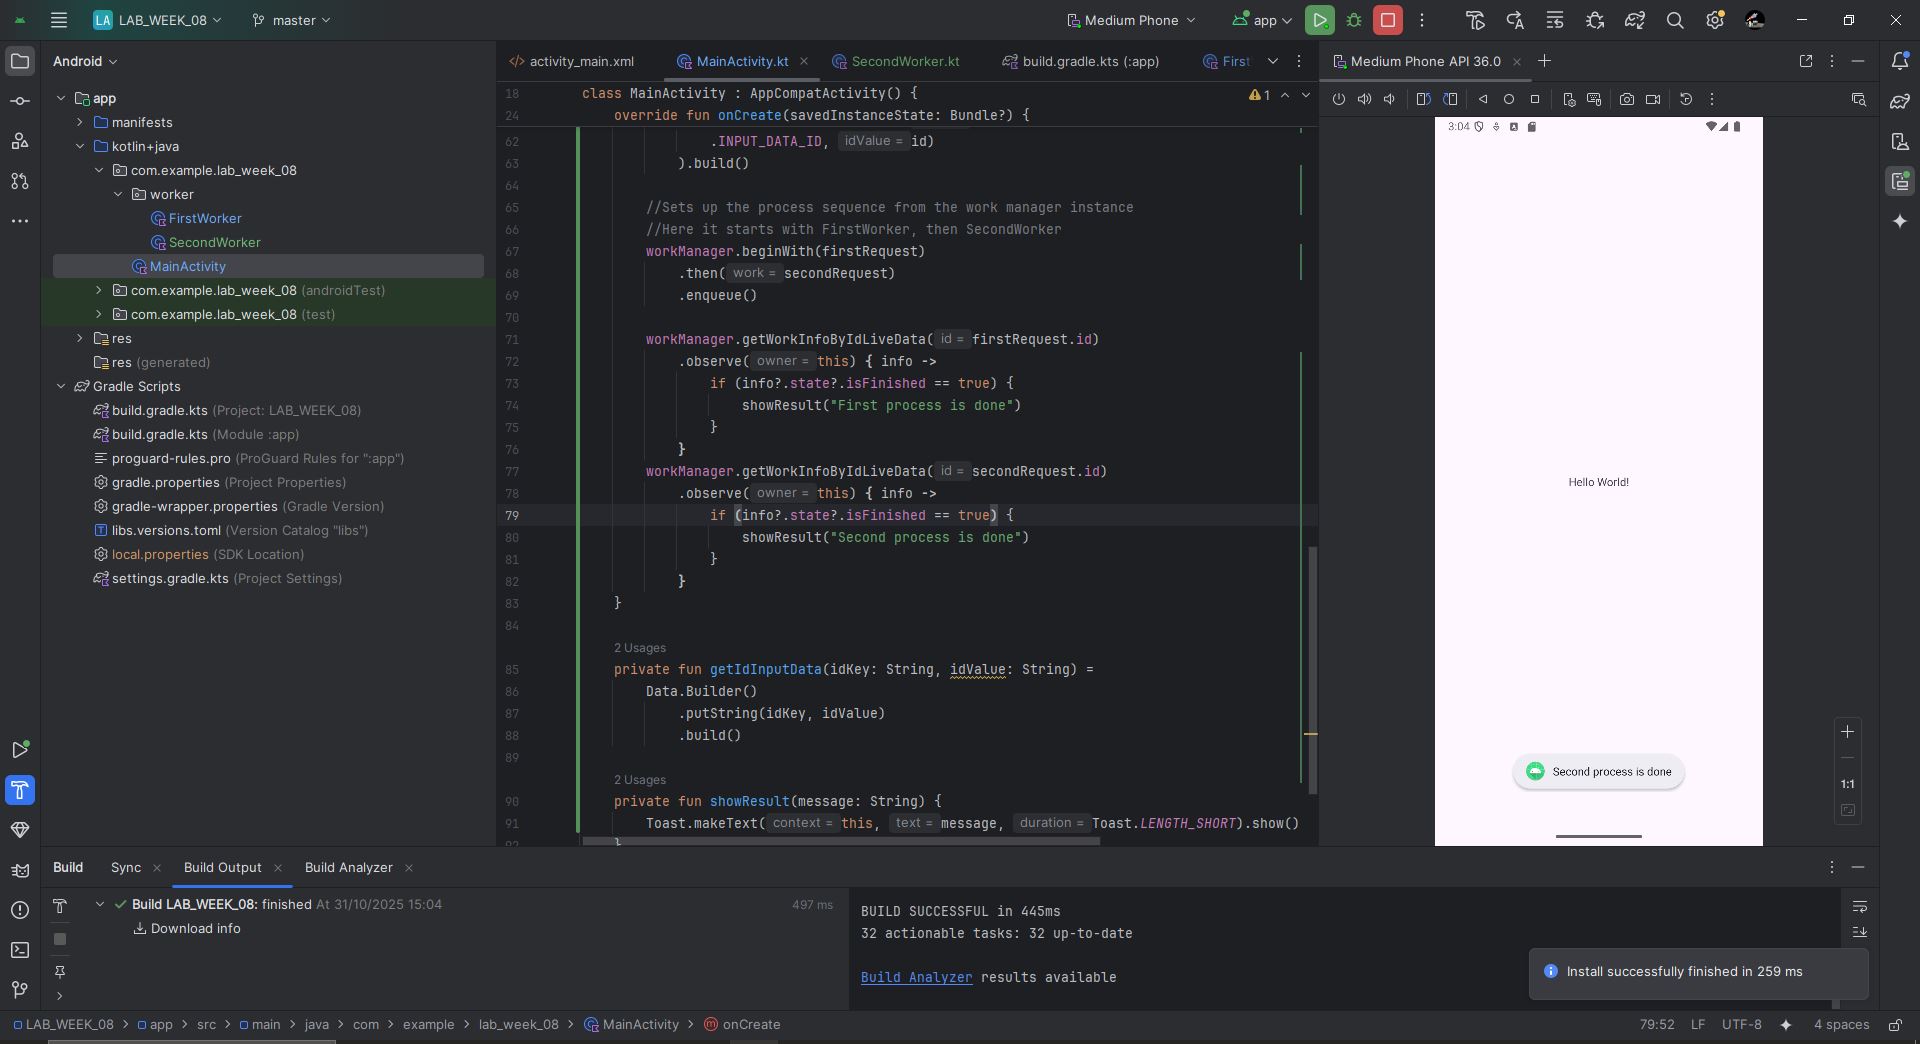 LA LAB_WEEK_08 master Medium Phone app
Android
app
manifests
kotlin+java
com.example.lab_week_08
worker
FirstWorker
SecondWorker
MainActivity
com.example.lab_week_08 (androidTest)
com.example.lab_week_08 (test)
res
res (generated)
Gradle Scripts
build.gradle.kts (Project: LAB_WEEK_08)
build.gradle.kts (Module :app)
proguard-rules.pro (ProGuard Rules for ":app")
gradle.properties (Project Properties)
gradle-wrapper.properties (Gradle Version)
libs.versions.toml (Version Catalog "libs")
local.properties (SDK Location)
settings.gradle.kts (Project Settings)
activity_main.xml MainActivity.kt SecondWorker.kt build.gradle.kts (:app) First
18 class MainActivity : AppCompatActivity() { 1
24 override fun onCreate(savedInstanceState: Bundle?) {
62 .INPUT_DATA_ID, idValue = id)
63 ).build()
64
65 //Sets up the process sequence from the work manager instance
66 //Here it starts with FirstWorker, then SecondWorker
67 workManager.beginWith(firstRequest)
68 .then( work = secondRequest)
69 .enqueue()
70
71 workManager.getWorkInfoByIdLiveData( id = firstRequest.id)
72 .observe( owner = this) { info ->
73 if (info?.state?.isFinished == true) {
74 showResult("First process is done")
75 }
76 }
77 workManager.getWorkInfoByIdLiveData( id = secondRequest.id)
78 .observe( owner = this) { info ->
79 if (info?.state?.isFinished == true) {
80 showResult("Second process is done")
81 }
82 }
83 }
84
2 Usages
85 private fun getIdInputData(idKey: String, idValue: String) =
86 Data.Builder()
87 .putString(idKey, idValue)
88 .build()
89
2 Usages
90 private fun showResult(message: String) {
91 Toast.makeText( context = this, text = message, duration = Toast.LENGTH_SHORT).show()
92 }
Medium Phone API 36.0
3:04
Hello World!
Second process is done
1:1
Build Sync Build Output Build Analyzer
Build LAB_WEEK_08: finished At 31/10/2025 15:04 497 ms
Download info
BUILD SUCCESSFUL in 445ms
32 actionable tasks: 32 up-to-date
Build Analyzer results available
Install successfully finished in 259 ms
LAB_WEEK_08 > app > src > main > java > com > example > lab_week_08 > MainActivity > onCreate 79:52 LF UTF-8 4 spaces